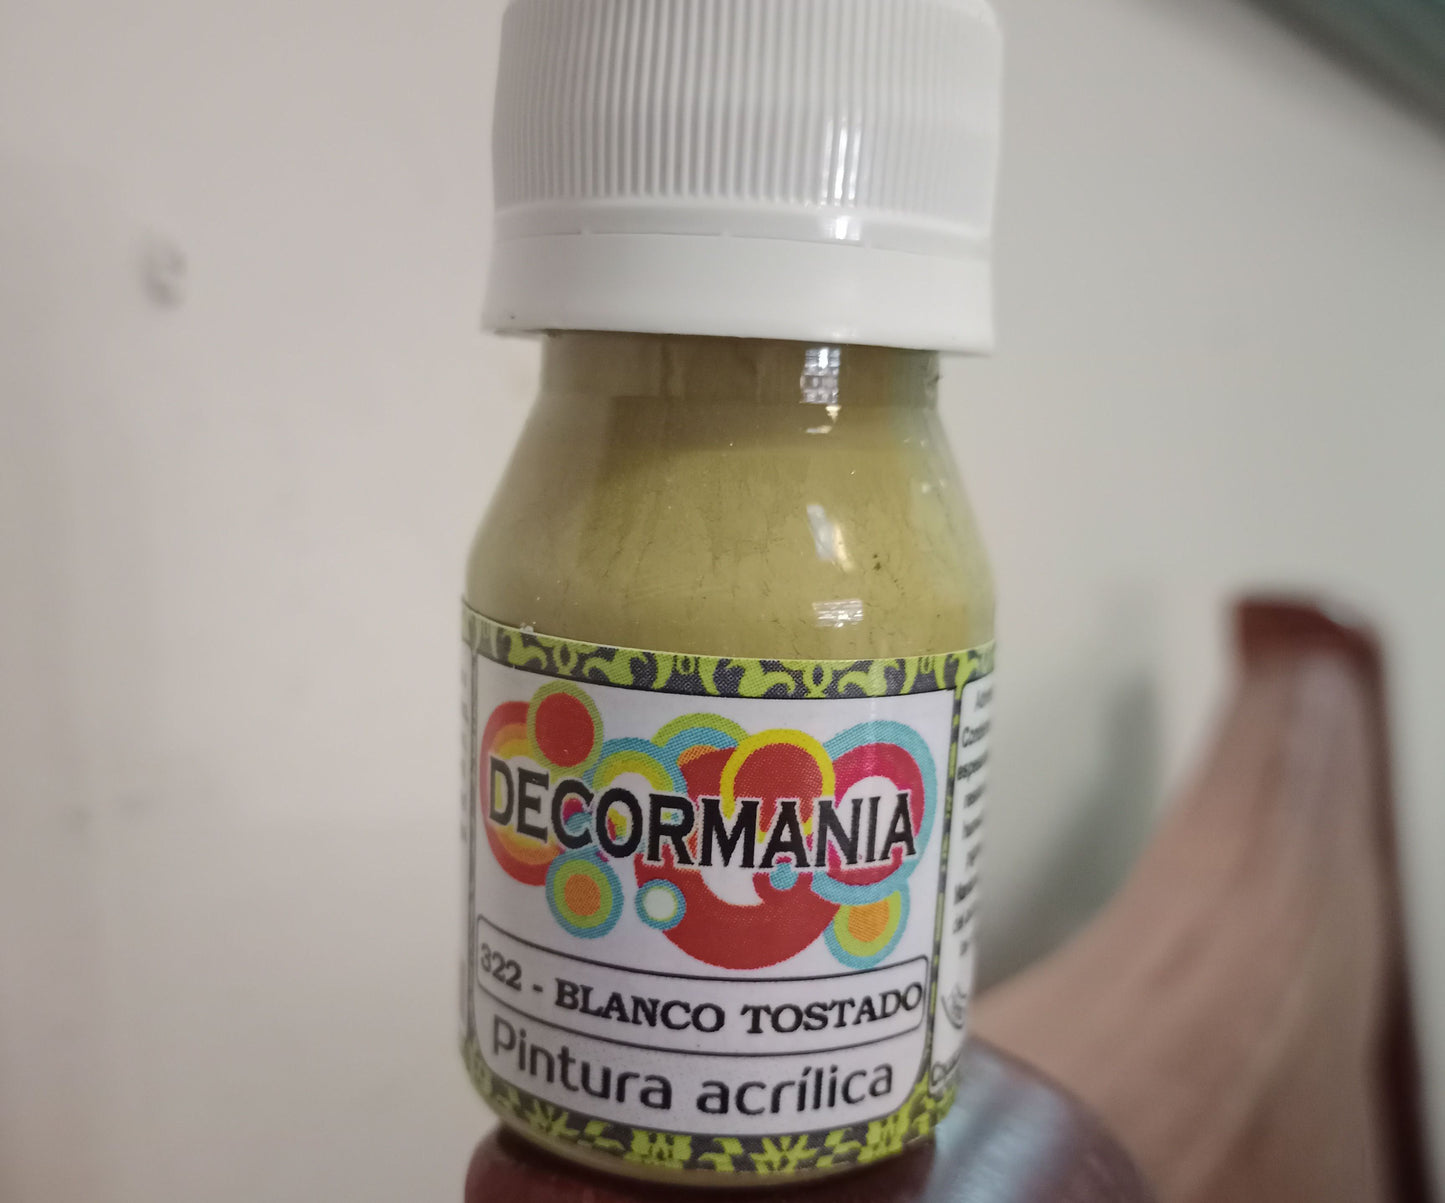 DECORMANIA
322 - BLANCO TOSTADO
Pintura acrílica